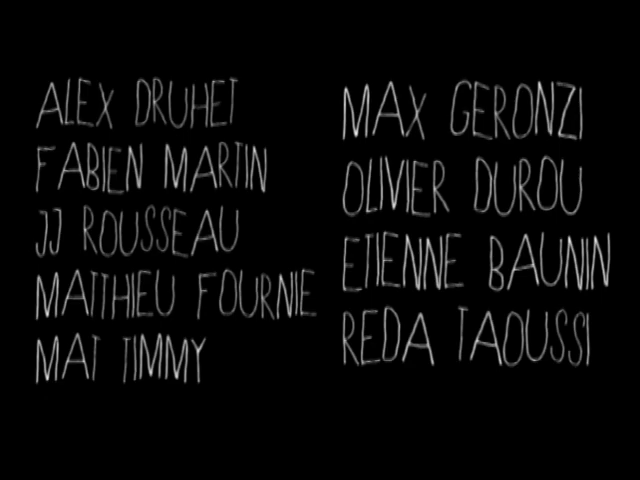 ALEX DRUHET
FABIEN MARTIN
JJ ROUSSEAU
MATTHIEU FOURNIE
MAT TIMMY
MAX GERONZI
OLIVIER DUROU
ETIENNE BAUNIN
REDA TAOUSSI